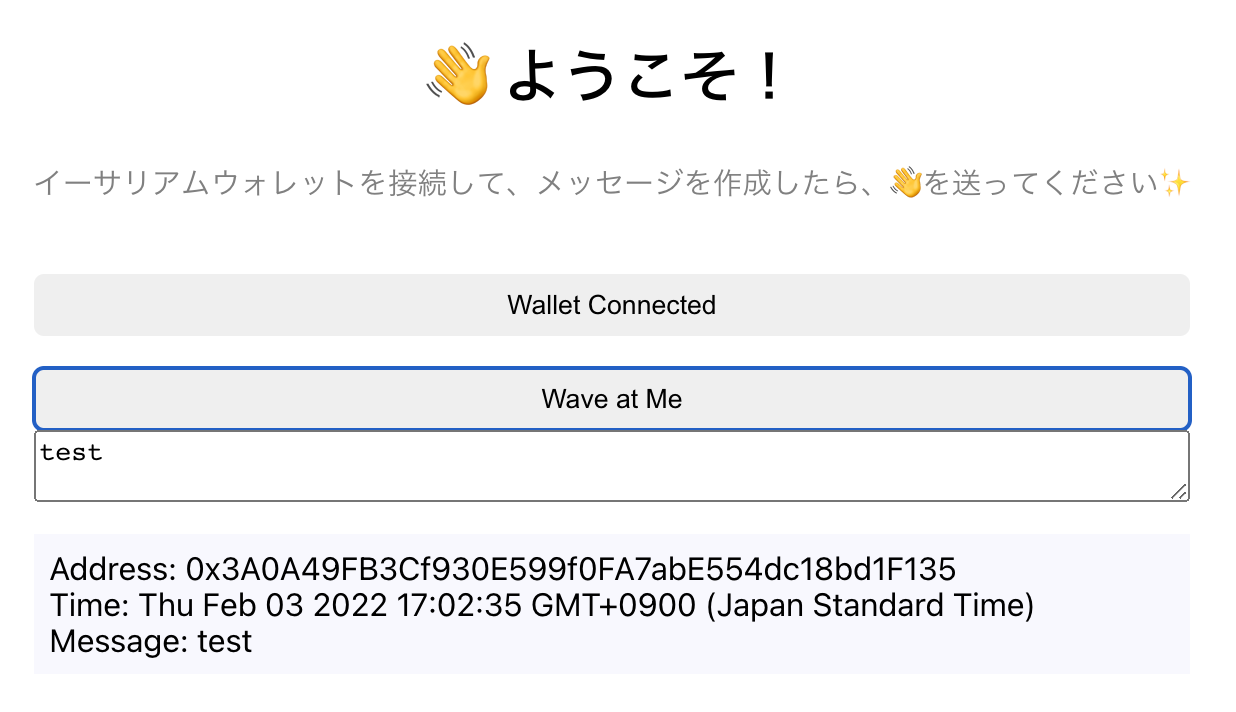 👋 ようこそ！
イーサリアムウォレットを接続して、メッセージを作成したら、👋を送ってください✨
Wallet Connected
Wave at Me
test
Address: 0x3A0A49FB3Cf930E599f0FA7abE554dc18bd1F135
Time: Thu Feb 03 2022 17:02:35 GMT+0900 (Japan Standard Time)
Message: test